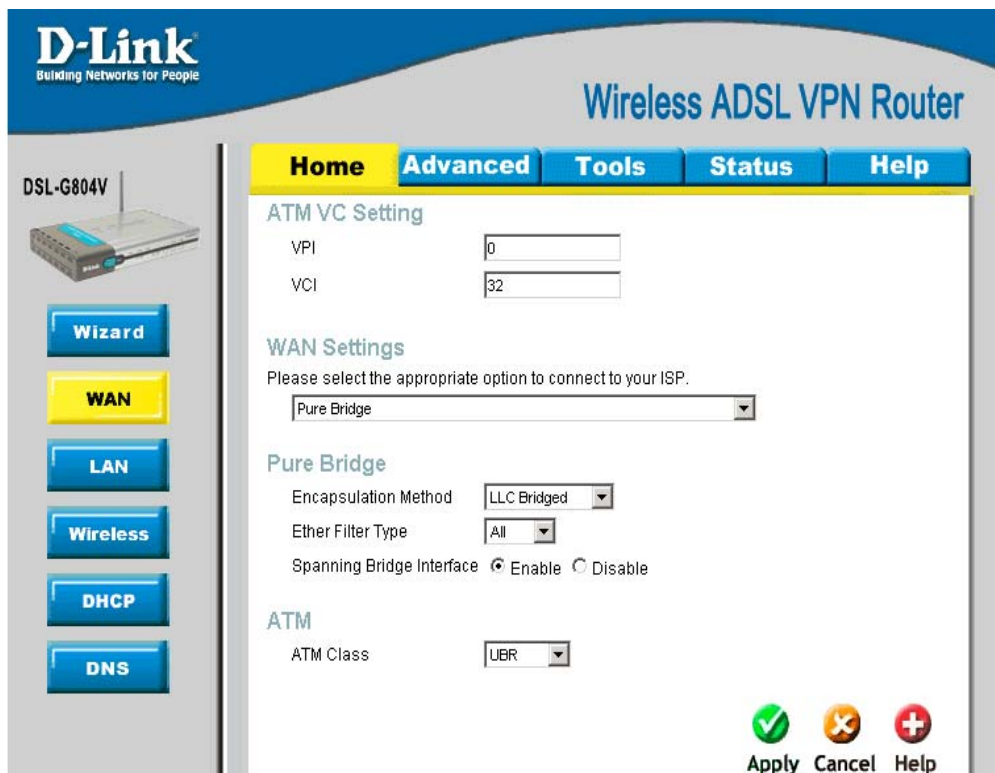 D-Link
Building Networks for People
Wireless ADSL VPN Router
DSL-G804V
Home Advanced Tools Status Help
ATM VC Setting
VPI 0
VCI 32
Wizard
WAN Settings
Please select the appropriate option to connect to your ISP.
WAN
Pure Bridge
LAN
Pure Bridge
Encapsulation Method LLC Bridged
Wireless
Ether Filter Type All
Spanning Bridge Interface Enable Disable
DHCP
ATM
ATM Class UBR
DNS
Apply Cancel Help